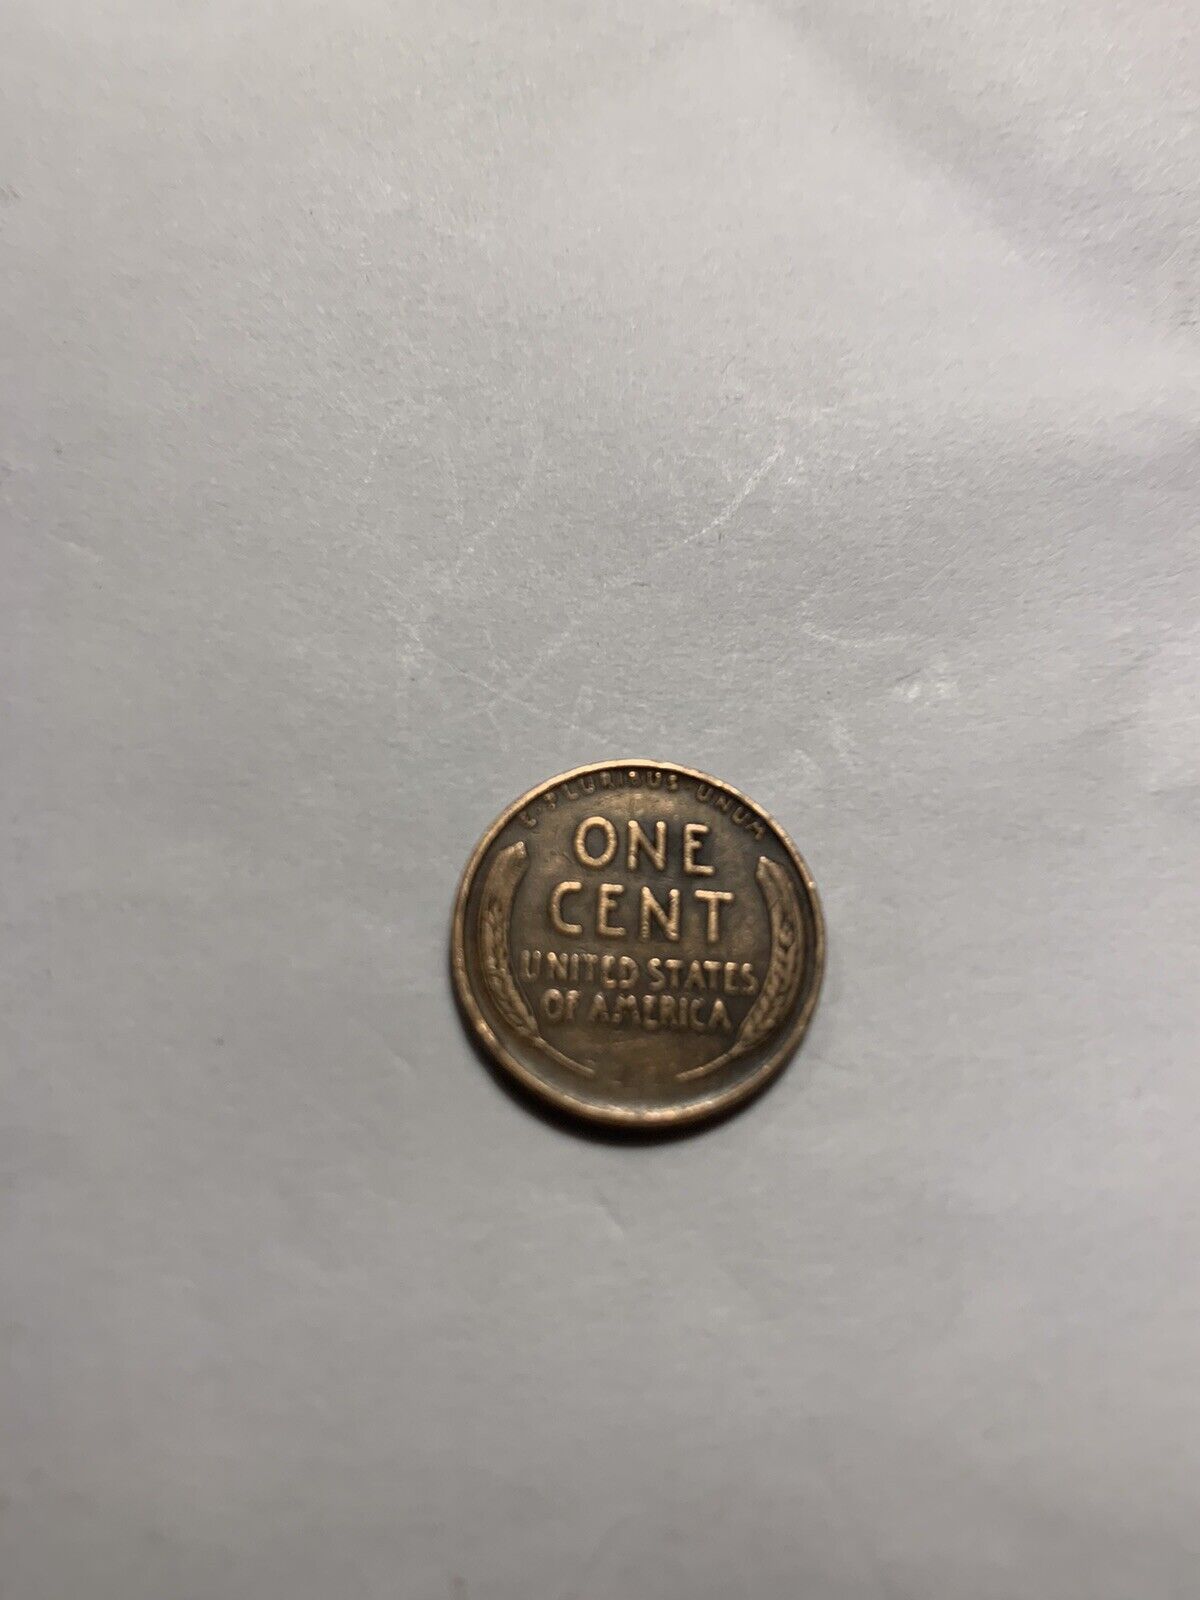 E · PLURIBUS · UNUM
ONE
CENT
UNITED STATES
OF AMERICA